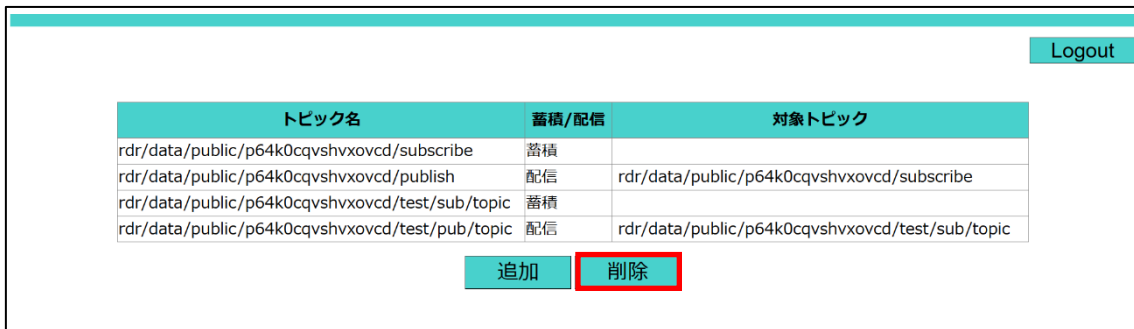 Logout
トピック名 蓄積/配信 対象トピック
rdr/data/public/p64k0cqvshvxovcd/subscribe 蓄積
rdr/data/public/p64k0cqvshvxovcd/publish 配信 rdr/data/public/p64k0cqvshvxovcd/subscribe
rdr/data/public/p64k0cqvshvxovcd/test/sub/topic 蓄積
rdr/data/public/p64k0cqvshvxovcd/test/pub/topic 配信 rdr/data/public/p64k0cqvshvxovcd/test/sub/topic
追加 削除